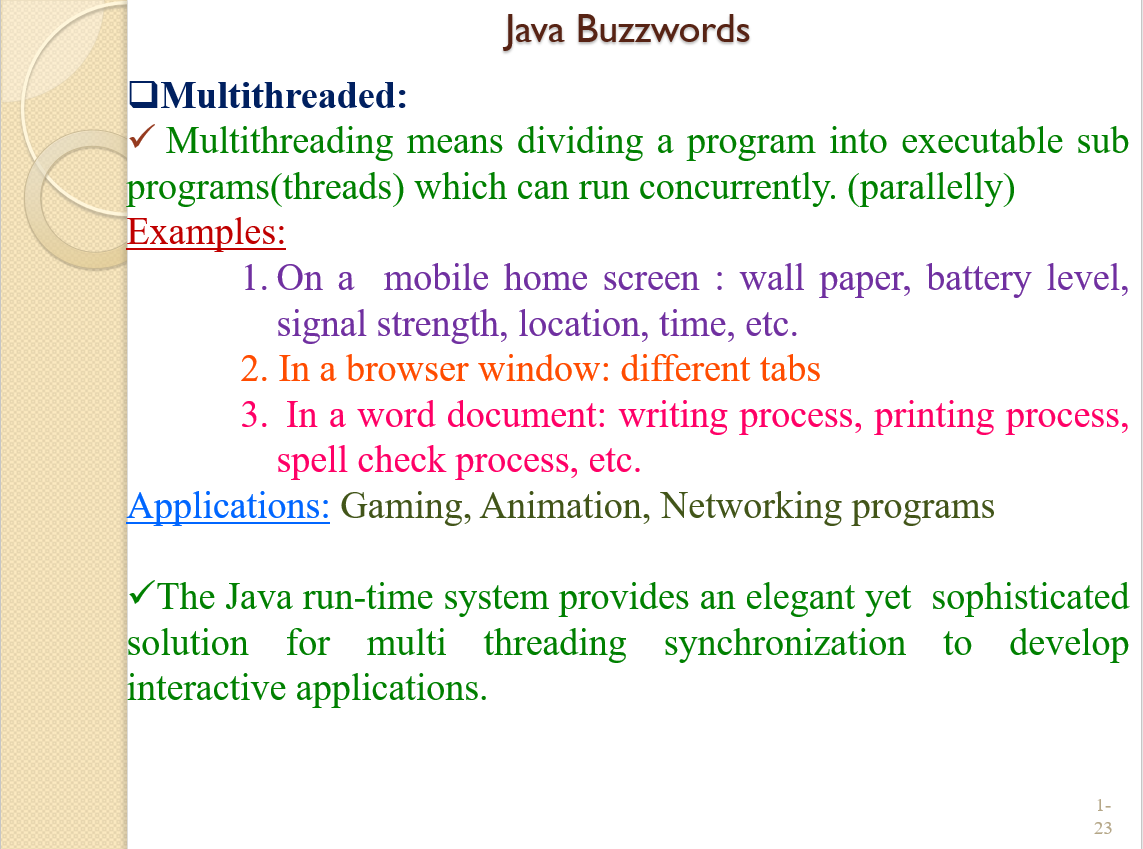 Java Buzzwords
❑Multithreaded:
✓ Multithreading means dividing a program into executable sub
programs(threads) which can run concurrently. (parallelly)
Examples:
1. On a mobile home screen : wall paper, battery level,
signal strength, location, time, etc.
2. In a browser window: different tabs
3. In a word document: writing process, printing process,
spell check process, etc.
Applications: Gaming, Animation, Networking programs
✓The Java run-time system provides an elegant yet sophisticated
solution for multi threading synchronization to develop
interactive applications.
1-
23